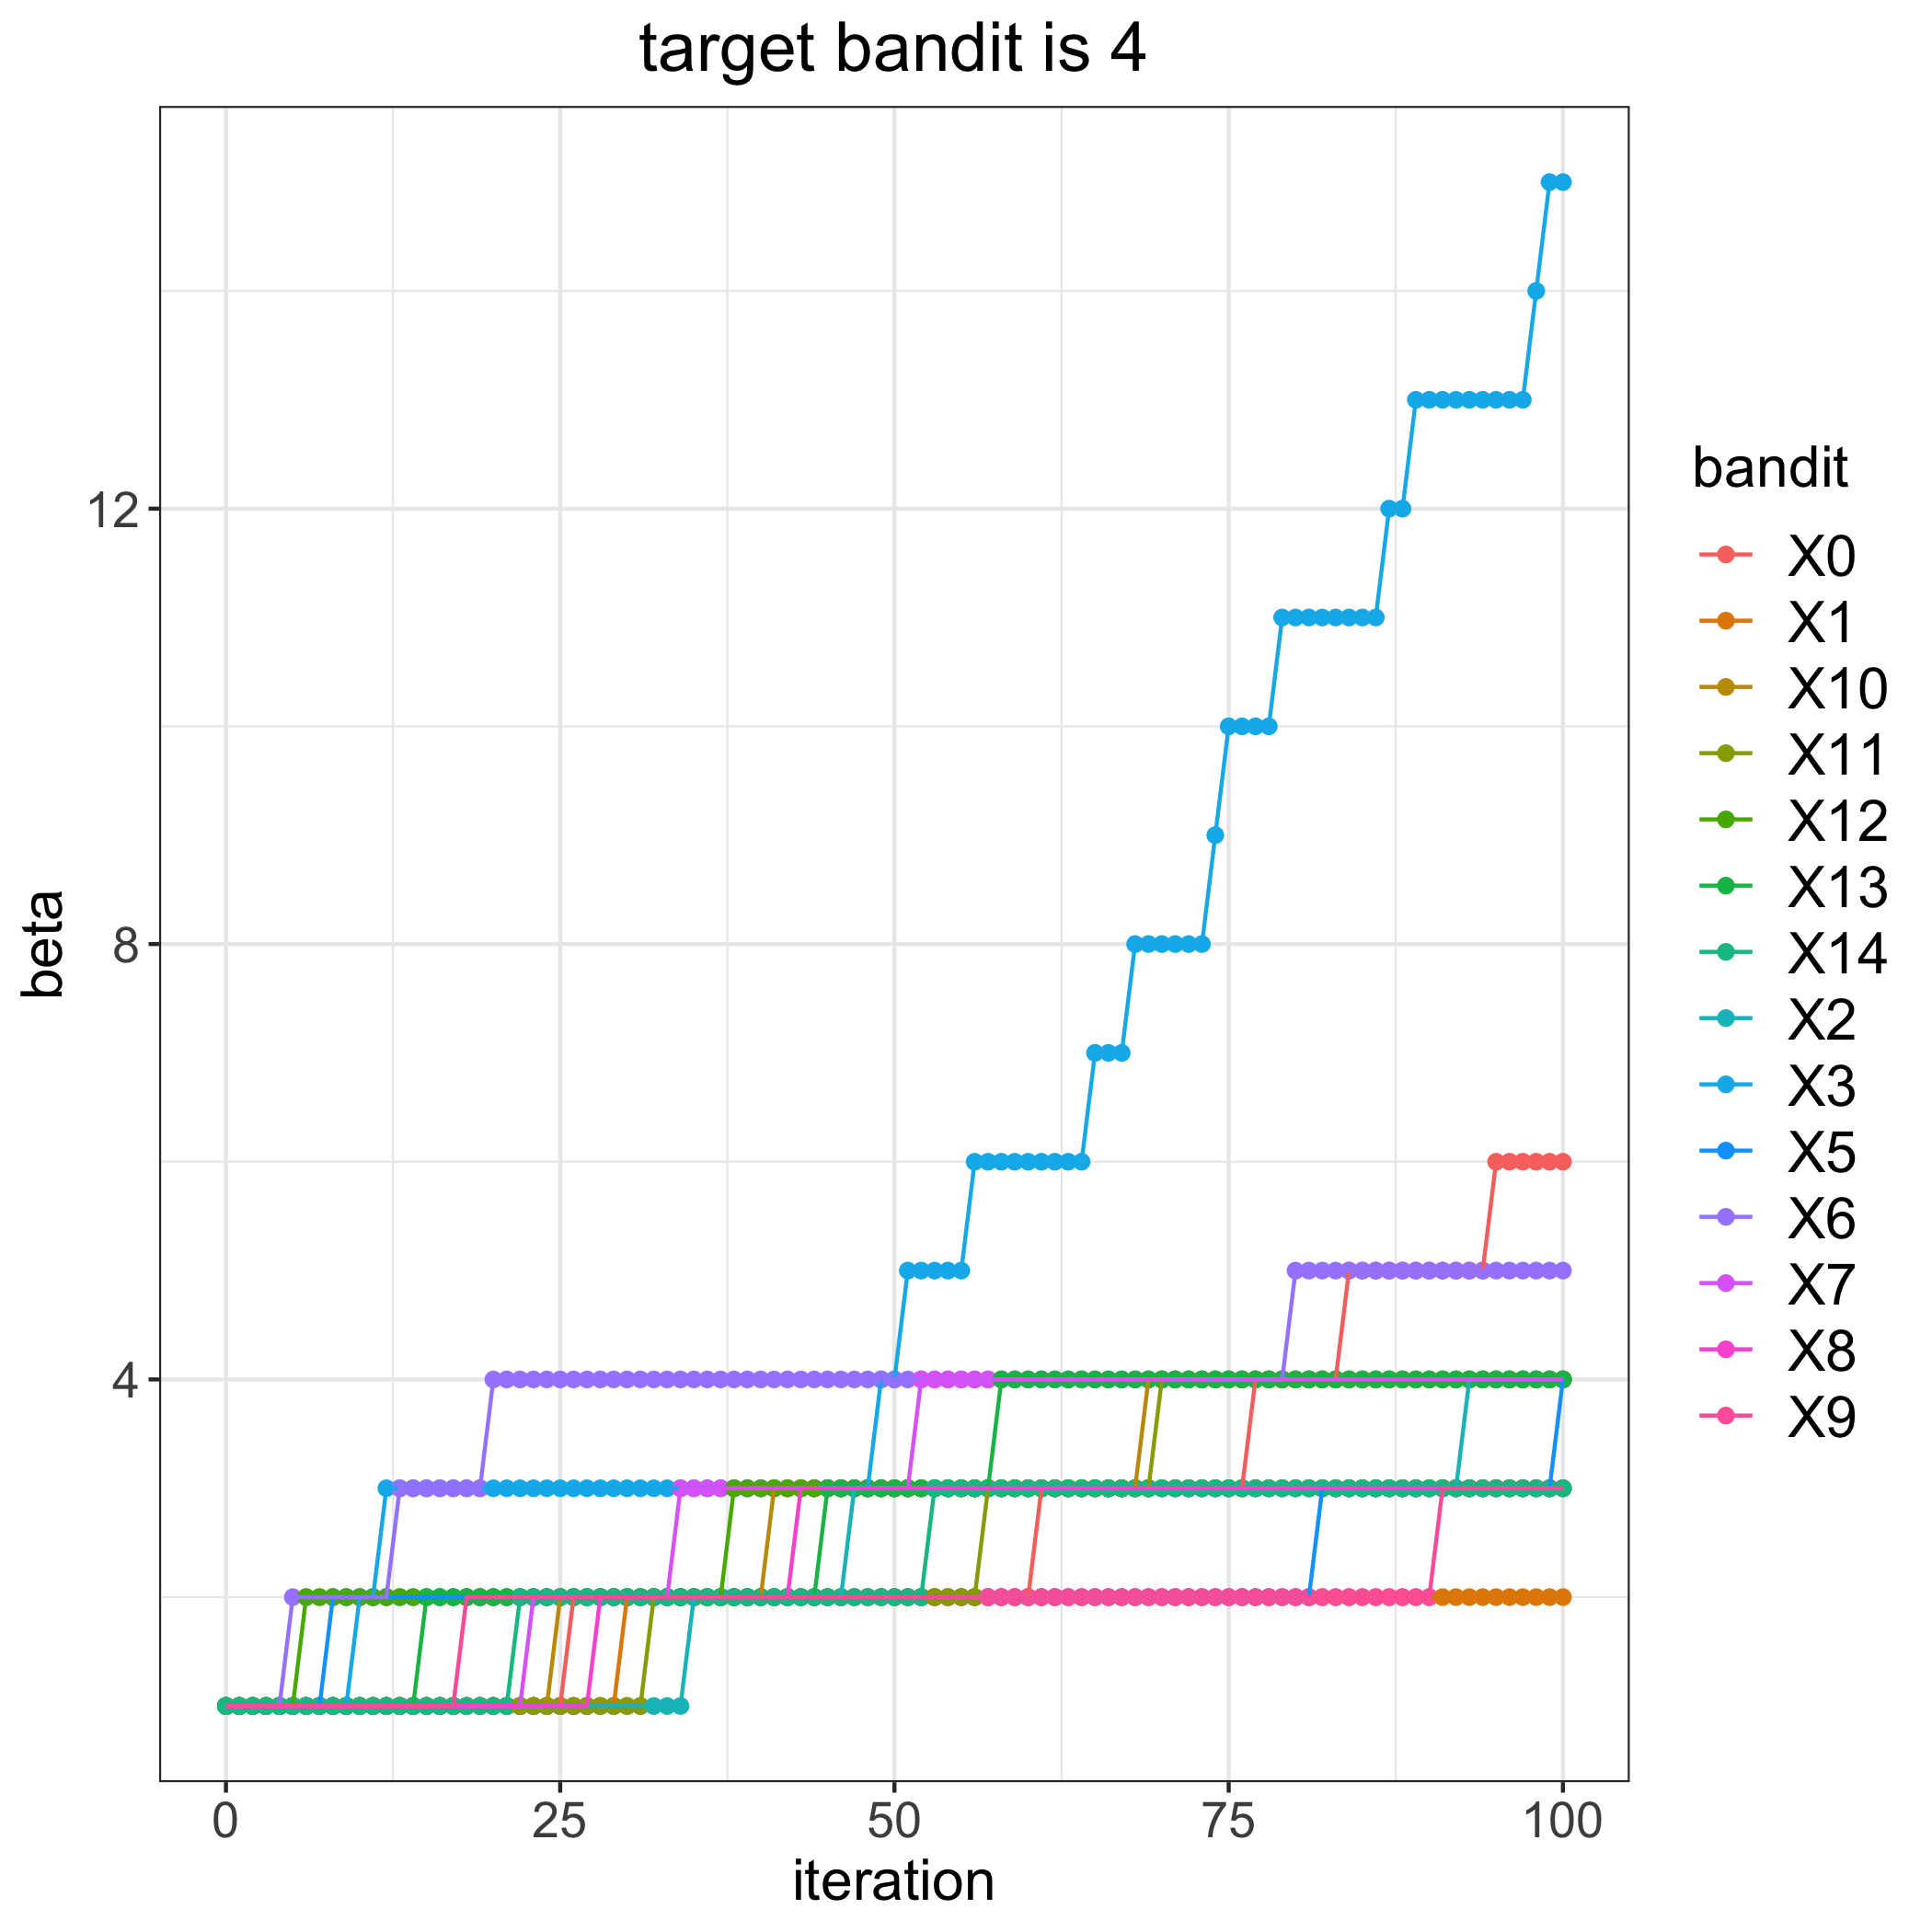 target bandit is 4
beta
12
8
4
0 25 50 75 100
iteration
bandit
X0
X1
X10
X11
X12
X13
X14
X2
X3
X5
X6
X7
X8
X9